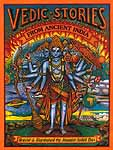 VEDIC·STORIES
FROM ANCIENT INDIA
Retold & Illustrated by